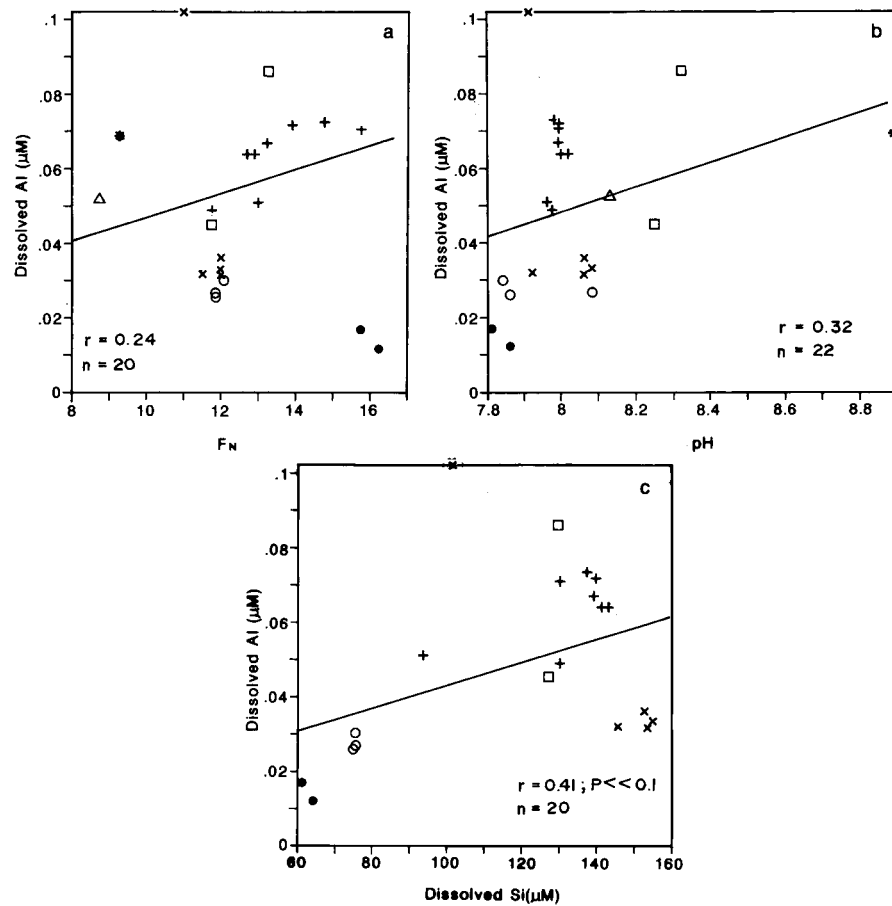 a
.1
.08
.06
.04
.02
0
Dissolved Al (μM)
r = 0.24
n = 20
8 10 12 14 16
FN
b
.1
.08
.06
.04
.02
0
Dissolved Al (μM)
r = 0.32
n = 22
7.8 8 8.2 8.4 8.6 8.8
pH
c
.1
.08
.06
.04
.02
0
Dissolved Al (μM)
r = 0.41 ; P<< 0.1
n = 20
60 80 100 120 140 160
Dissolved Si(μM)